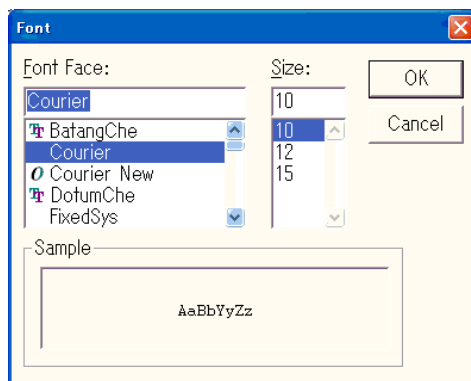 Font
Font Face:
Size:
Courier
10
OK
Cancel
BatangChe
Courier
Courier New
DotumChe
FixedSys
10
12
15
Sample
AaBbYyZz